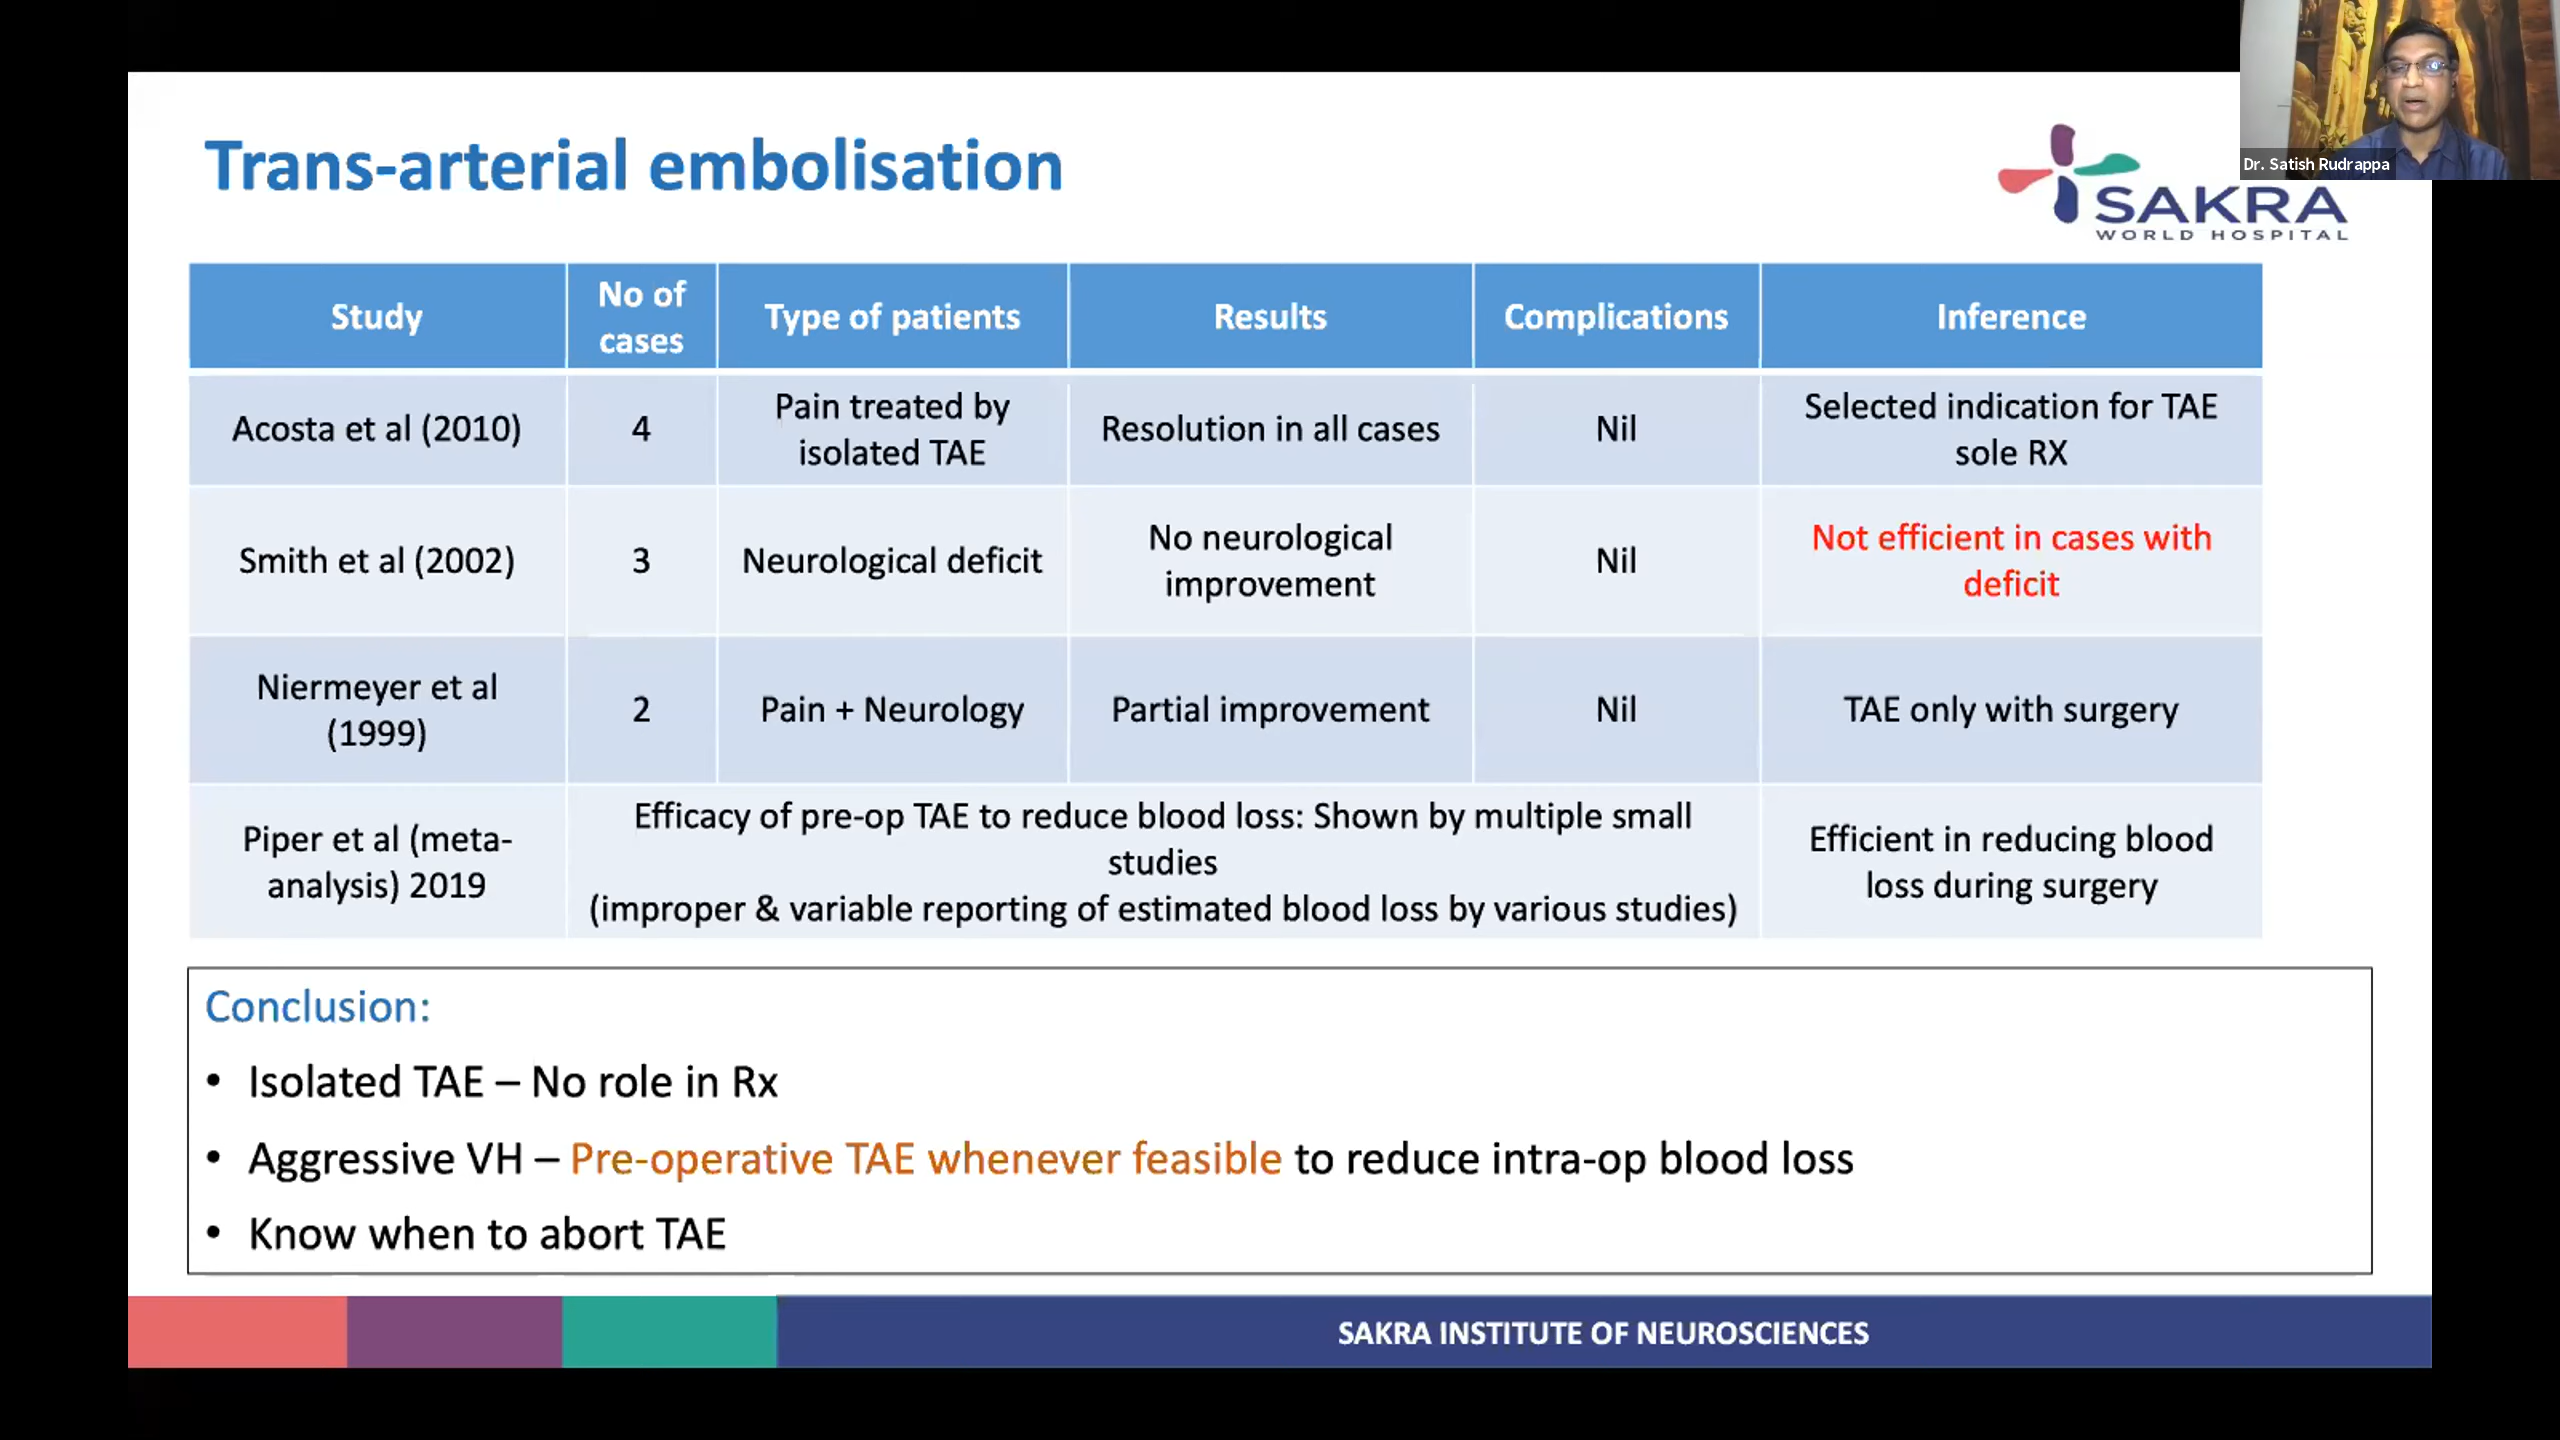 Dr. Satish Rudrappa
Trans-arterial embolisation
SAKRA
WORLD HOSPITAL
Study
No of
cases
Type of patients
Results
Complications
Inference
Acosta et al (2010)
4
Pain treated by
isolated TAE
Resolution in all cases
Nil
Selected indication for TAE
sole RX
Smith et al (2002)
3
Neurological deficit
No neurological
improvement
Nil
Not efficient in cases with
deficit
Niermeyer et al
(1999)
2
Pain + Neurology
Partial improvement
Nil
TAE only with surgery
Piper et al (meta-
analysis) 2019
Efficacy of pre-op TAE to reduce blood loss: Shown by multiple small
studies
(improper & variable reporting of estimated blood loss by various studies)
Efficient in reducing blood
loss during surgery
Conclusion:
• Isolated TAE – No role in Rx
• Aggressive VH – Pre-operative TAE whenever feasible to reduce intra-op blood loss
• Know when to abort TAE
SAKRA INSTITUTE OF NEUROSCIENCES